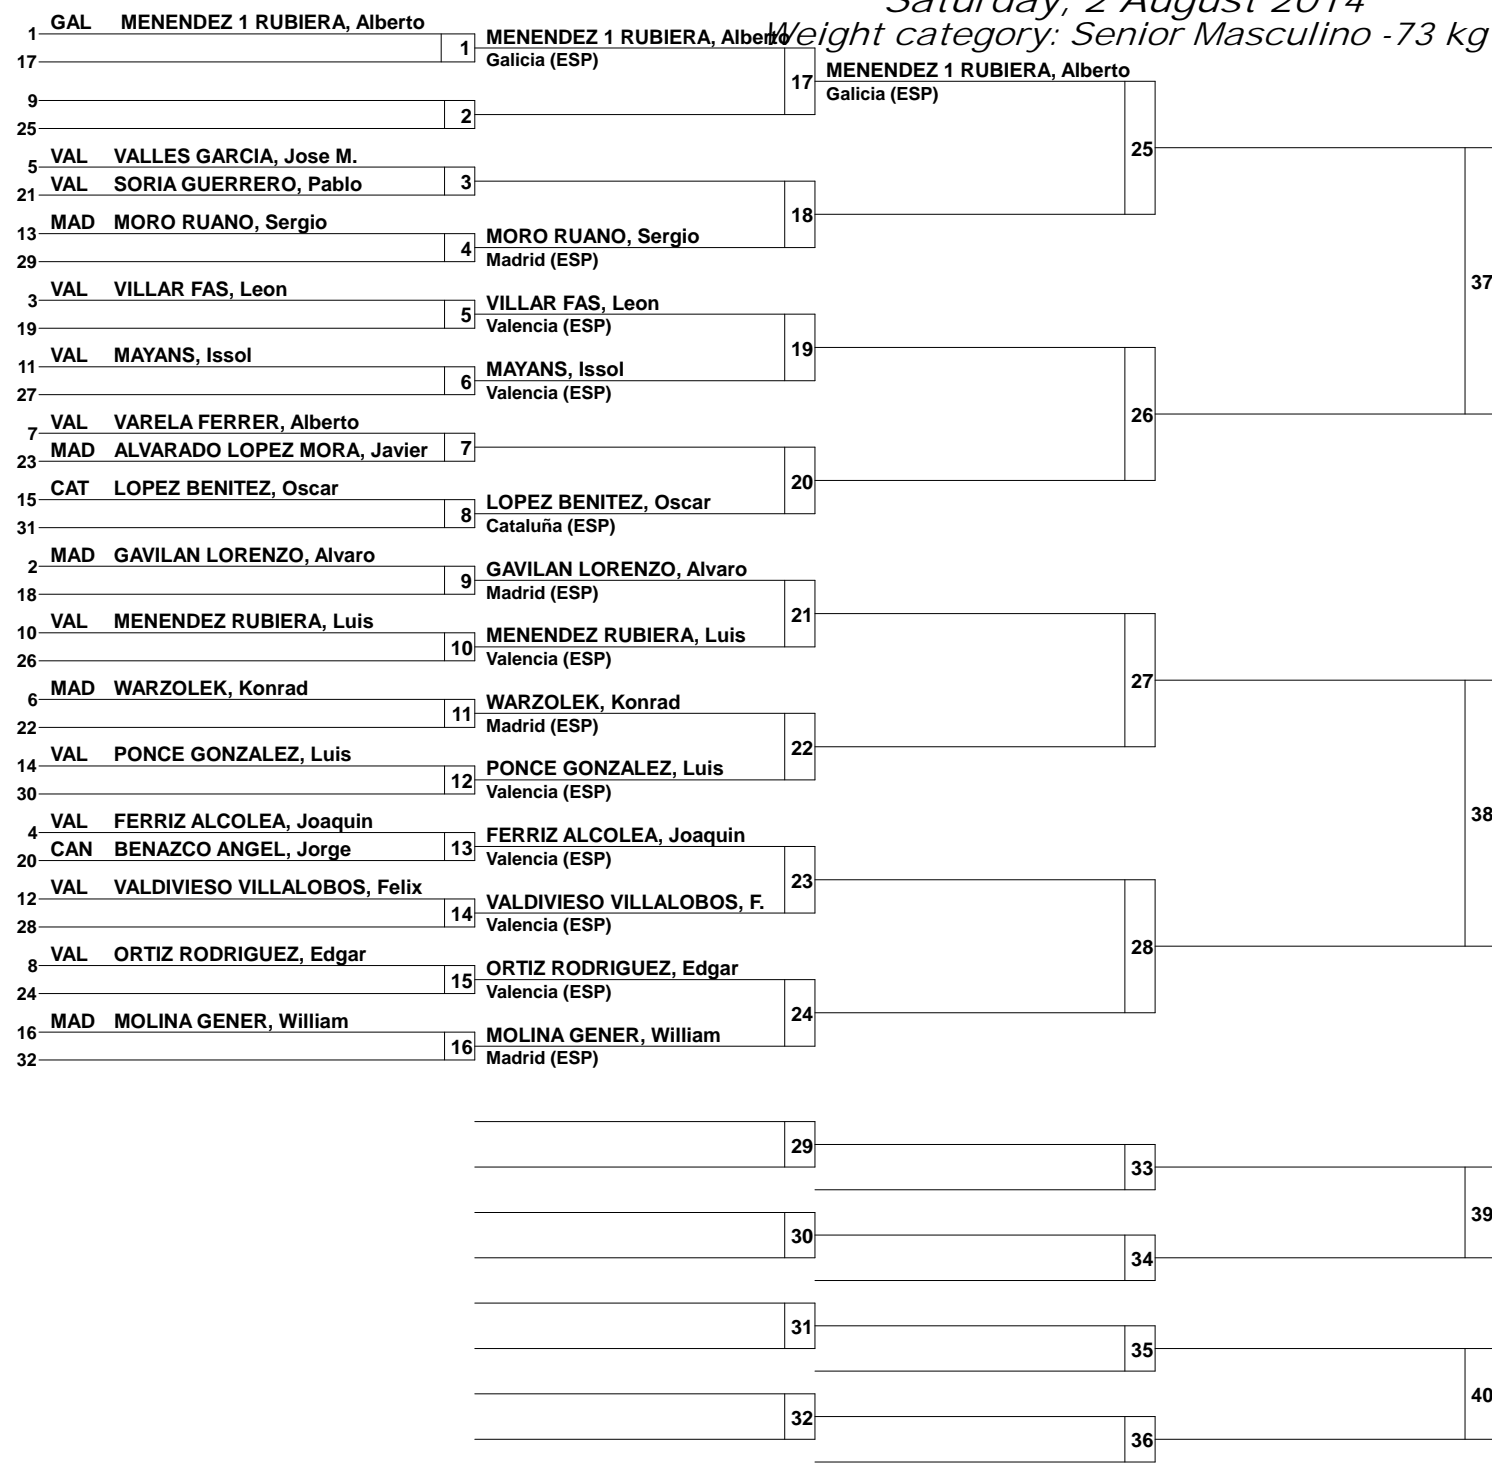 Saturday, 2 August 2014
Weight category: Senior Masculino -73 kg
1 GAL MENENDEZ 1 RUBIERA, Alberto
17
1 MENENDEZ 1 RUBIERA, Alberto
Galicia (ESP)
17 MENENDEZ 1 RUBIERA, Alberto
Galicia (ESP)
9
25
2
25
5 VAL VALLES GARCIA, Jose M.
21 VAL SORIA GUERRERO, Pablo
3
18
13 MAD MORO RUANO, Sergio
29
4 MORO RUANO, Sergio
Madrid (ESP)
37
3 VAL VILLAR FAS, Leon
19
5 VILLAR FAS, Leon
Valencia (ESP)
19
11 VAL MAYANS, Issol
27
6 MAYANS, Issol
Valencia (ESP)
26
7 VAL VARELA FERRER, Alberto
23 MAD ALVARADO LOPEZ MORA, Javier
7
20
15 CAT LOPEZ BENITEZ, Oscar
31
8 LOPEZ BENITEZ, Oscar
Cataluña (ESP)
2 MAD GAVILAN LORENZO, Alvaro
18
9 GAVILAN LORENZO, Alvaro
Madrid (ESP)
21
10 VAL MENENDEZ RUBIERA, Luis
26
10 MENENDEZ RUBIERA, Luis
Valencia (ESP)
27
6 MAD WARZOLEK, Konrad
22
11 WARZOLEK, Konrad
Madrid (ESP)
22
14 VAL PONCE GONZALEZ, Luis
30
12 PONCE GONZALEZ, Luis
Valencia (ESP)
38
4 VAL FERRIZ ALCOLEA, Joaquin
20 CAN BENAZCO ANGEL, Jorge
13 FERRIZ ALCOLEA, Joaquin
Valencia (ESP)
23
12 VAL VALDIVIESO VILLALOBOS, Felix
28
14 VALDIVIESO VILLALOBOS, F.
Valencia (ESP)
28
8 VAL ORTIZ RODRIGUEZ, Edgar
24
15 ORTIZ RODRIGUEZ, Edgar
Valencia (ESP)
24
16 MAD MOLINA GENER, William
32
16 MOLINA GENER, William
Madrid (ESP)
29
33
39
30
34
31
35
40
32
36